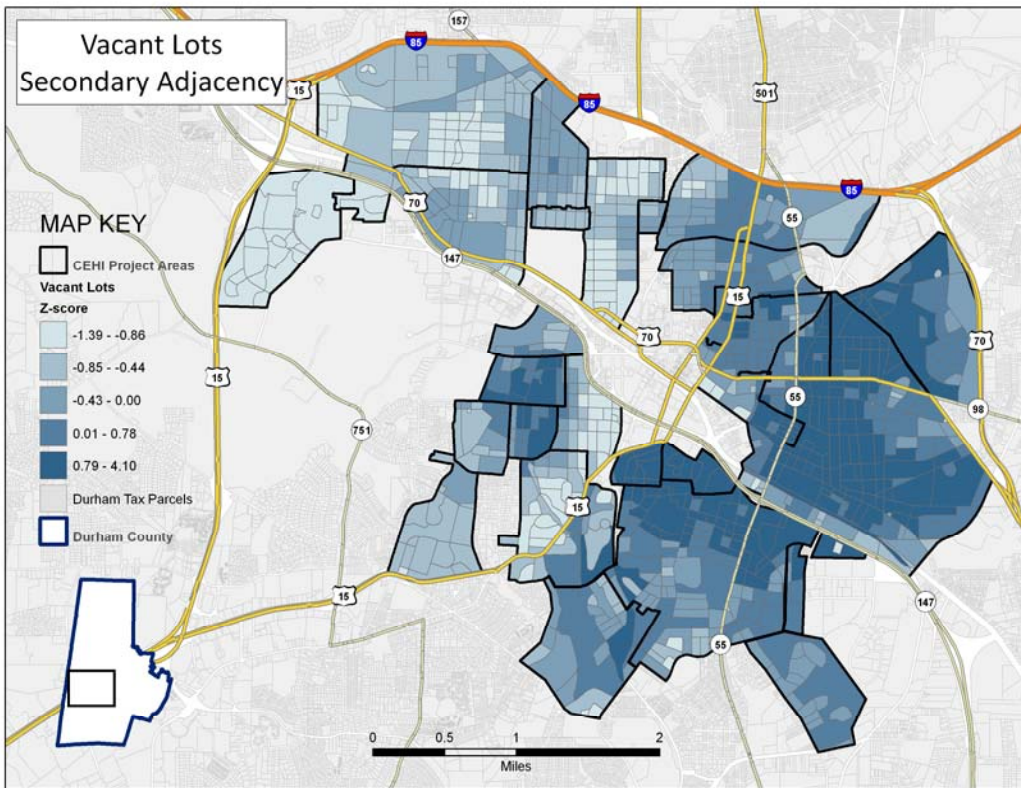 Vacant Lots
Secondary Adjacency
157
85
15
501
85
85
70
55
147
15
70
70
15
55
98
751
15
15
147
55
MAP KEY
CEHI Project Areas
Vacant Lots
Z-score
-1.39 - -0.86
-0.85 - -0.44
-0.43 - 0.00
0.01 - 0.78
0.79 - 4.10
Durham Tax Parcels
Durham County
0 0.5 1 2
Miles